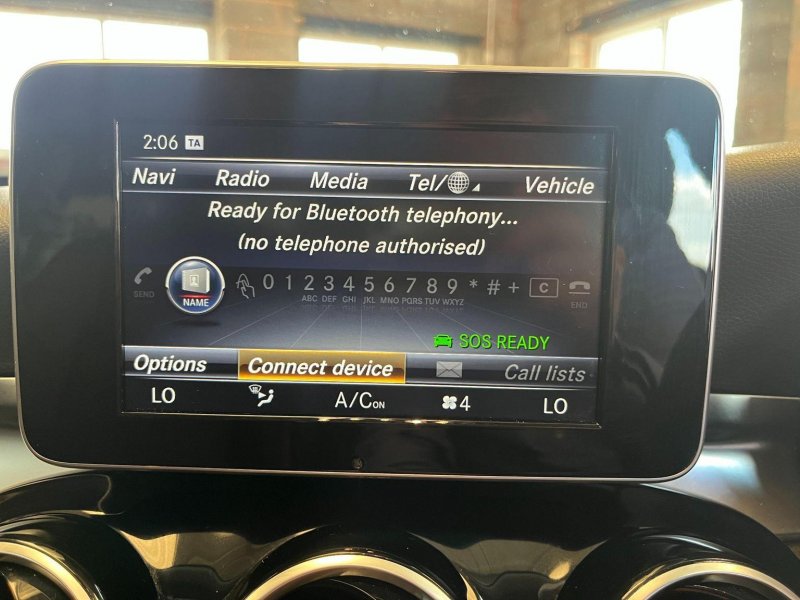 2:06 TA
Navi Radio Media Tel/ Vehicle
Ready for Bluetooth telephony...
(no telephone authorised)
SEND NAME 0 1 2 3 4 5 6 7 8 9 * # + C END
ABC DEF GHI JKL MNO PQRS TUV WXYZ
SOS READY
Options Connect device Call lists
LO A/C ON 4 LO